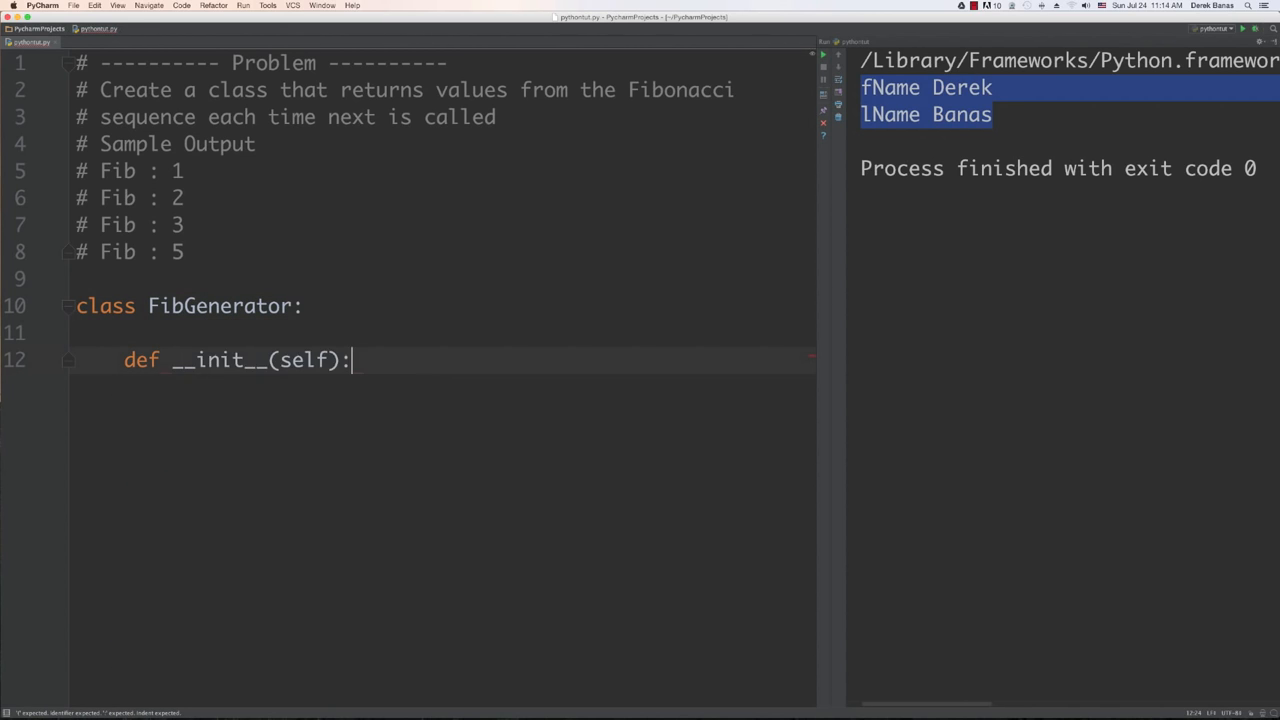 PyCharm File Edit View Navigate Code Refactor Run Tools VCS Window Help
10 Sun Jul 24 11:14 AM Derek Banas
pythontut.py - PycharmProjects - [~/PycharmProjects]
PycharmProjects pythontut.py
pythontut
pythontut.py
Run: pythontut
1 # ---------- Problem ----------
2 # Create a class that returns values from the Fibonacci
3 # sequence each time next is called
4 # Sample Output
5 # Fib : 1
6 # Fib : 2
7 # Fib : 3
8 # Fib : 5
9
10 class FibGenerator:
11
12 def __init__(self):
/Library/Frameworks/Python.framewor
fName Derek
lName Banas
Process finished with exit code 0
12:24 LF UTF-8